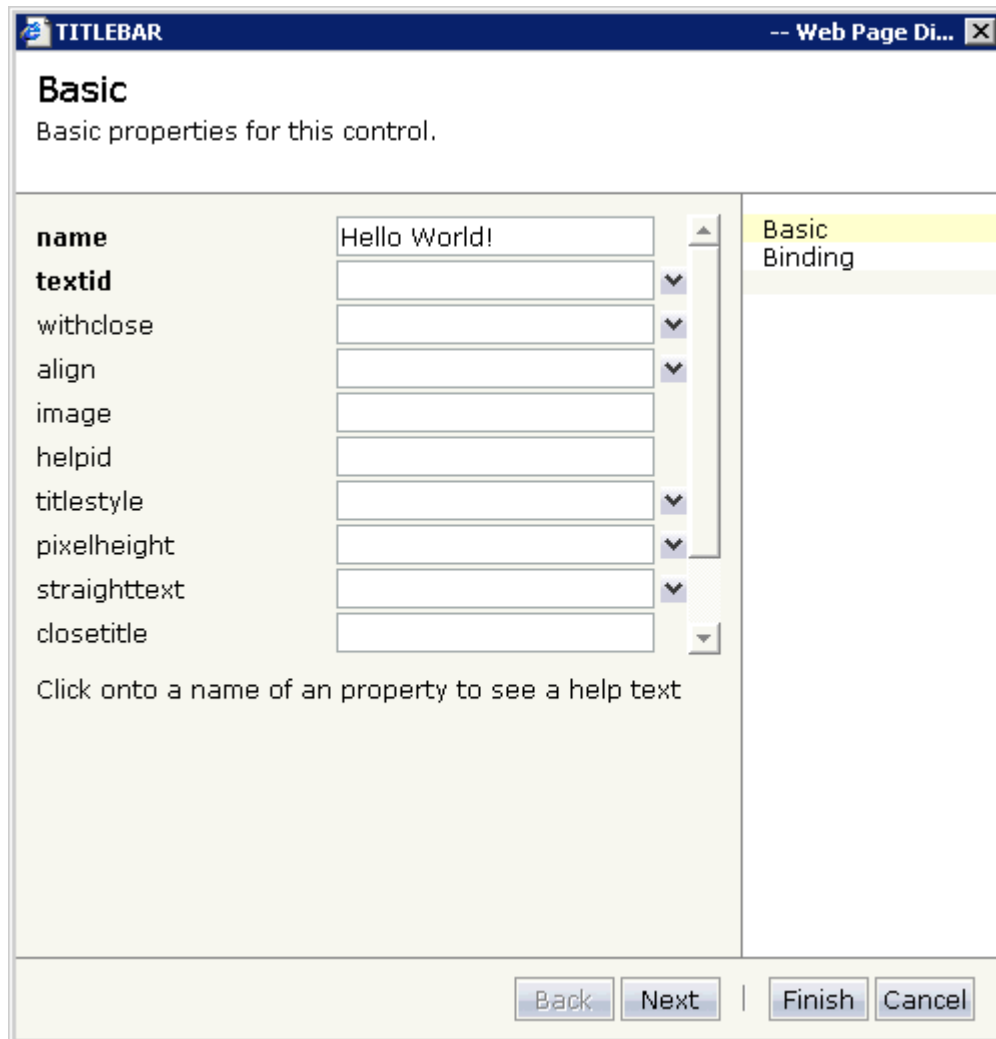 TITLEBAR -- Web Page Di...
Basic
Basic properties for this control.
name Hello World!
textid
withclose
align
image
helpid
titlestyle
pixelheight
straighttext
closetitle
Click onto a name of an property to see a help text
Basic
Binding
Back Next | Finish Cancel